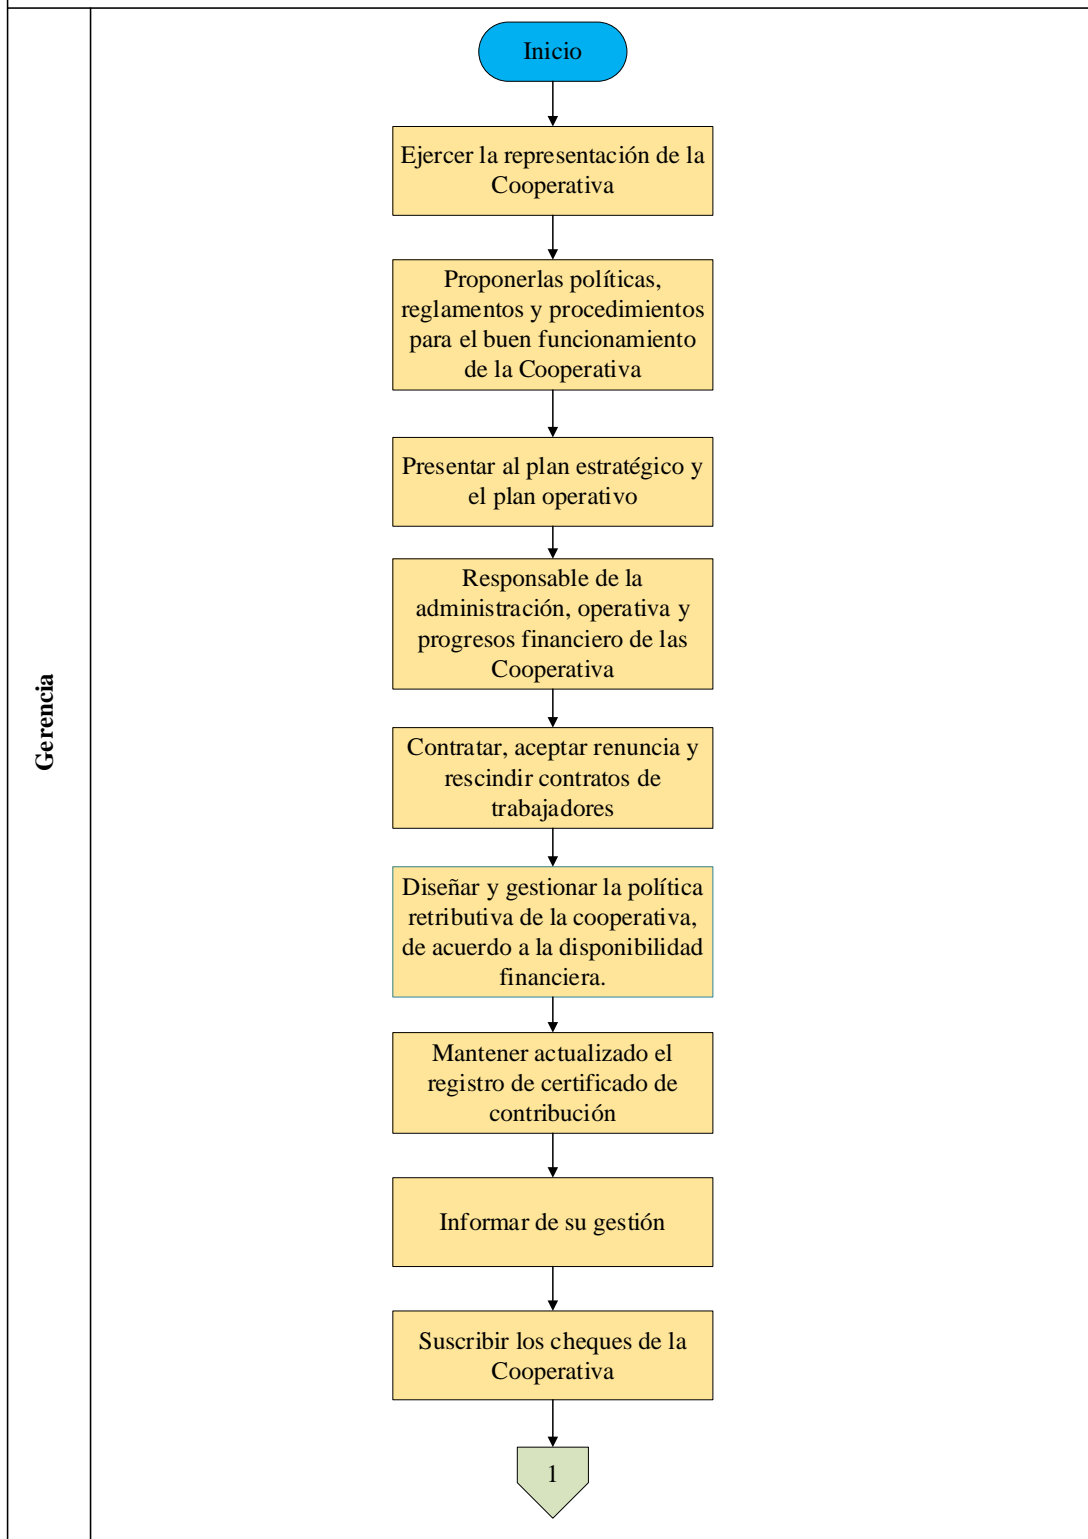 Gerencia
Inicio
Ejercer la representación de la
Cooperativa
Proponerlas políticas,
reglamentos y procedimientos
para el buen funcionamiento
de la Cooperativa
Presentar al plan estratégico y
el plan operativo
Responsable de la
administración, operativa y
progresos financiero de las
Cooperativa
Contratar, aceptar renuncia y
rescindir contratos de
trabajadores
Diseñar y gestionar la política
retributiva de la cooperativa,
de acuerdo a la disponibilidad
financiera.
Mantener actualizado el
registro de certificado de
contribución
Informar de su gestión
Suscribir los cheques de la
Cooperativa
1